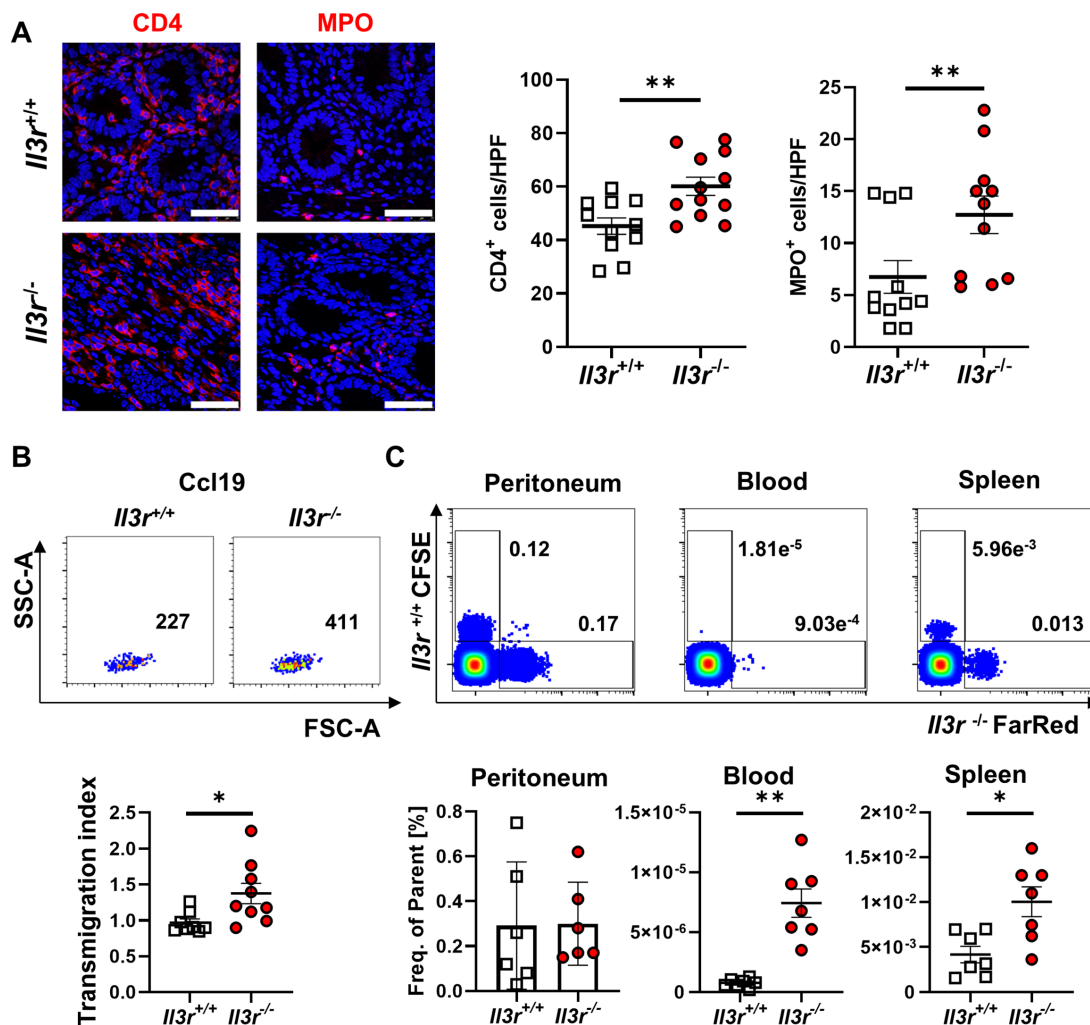 A
CD4 MPO
Il3r+/+
Il3r-/-
**
100
80
60
40
20
0
CD4+ cells/HPF
Il3r+/+ Il3r-/-
**
25
20
15
10
5
0
MPO+ cells/HPF
Il3r+/+ Il3r-/-
B
Ccl19
Il3r+/+ Il3r-/-
SSC-A
227 411
FSC-A
*
2.5
2.0
1.5
1.0
0.5
0.0
Transmigration index
Il3r+/+ Il3r-/-
C
Peritoneum Blood Spleen
Il3r +/+ CFSE
0.12 1.81e-5 5.96e-3
0.17 9.03e-4 0.013
Il3r -/- FarRed
Peritoneum
0.8
0.6
0.4
0.2
0.0
Freq. of Parent [%]
Il3r+/+ Il3r-/-
Blood
**
1.5×10-5
1×10-5
5×10-6
0
Il3r+/+ Il3r-/-
Spleen
*
2×10-2
1.5×10-2
1×10-2
5×10-3
0
Il3r+/+ Il3r-/-